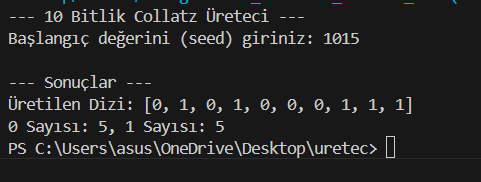 --- 10 Bitlik Collatz Üreteci ---
Başlangıç değerini (seed) giriniz: 1015
--- Sonuçlar ---
Üretilen Dizi: [0, 1, 0, 1, 0, 0, 0, 1, 1, 1]
0 Sayısı: 5, 1 Sayısı: 5
PS C:\Users\asus\OneDrive\Desktop\uretec>